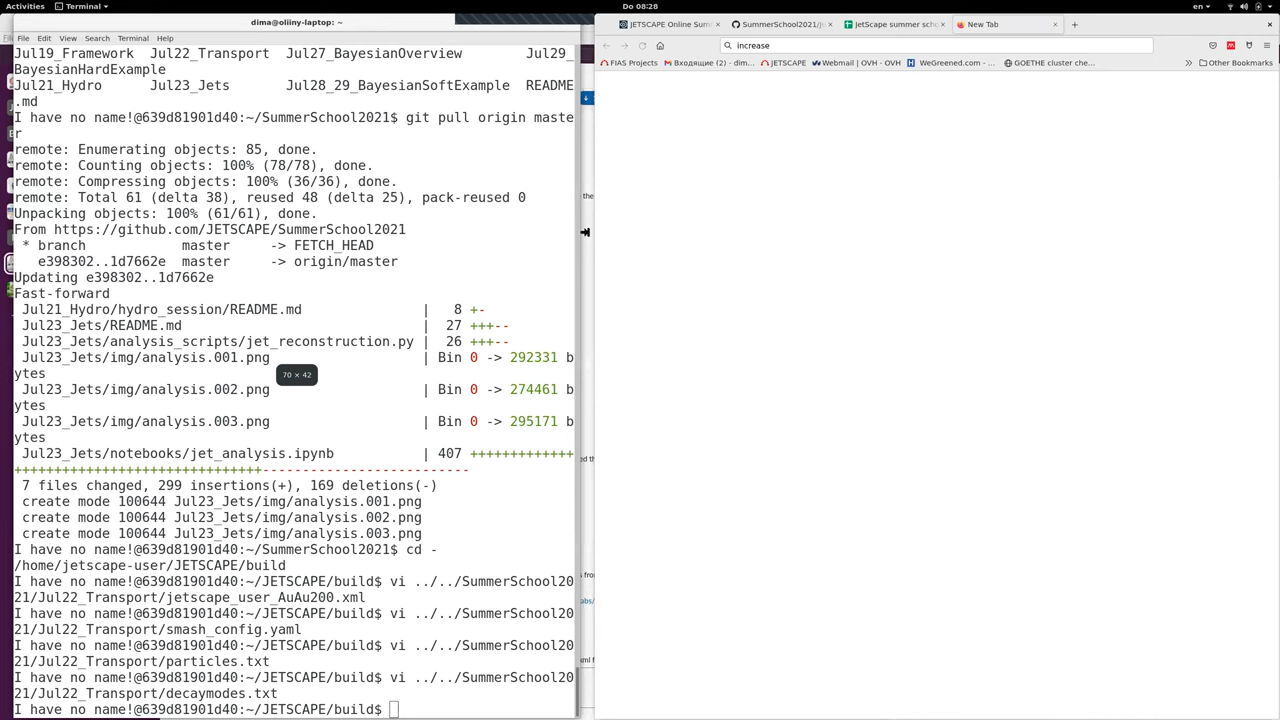 Activities Terminal Do 08:28 en
dima@oliiny-laptop: ~
File Edit View Search Terminal Help
Jul19_Framework Jul22_Transport Jul27_BayesianOverview Jul29_
BayesianHardExample
Jul21_Hydro Jul23_Jets Jul28_29_BayesianSoftExample README
.md
I have no name!@639d81901d40:~/SummerSchool2021$ git pull origin maste
r
remote: Enumerating objects: 85, done.
remote: Counting objects: 100% (78/78), done.
remote: Compressing objects: 100% (36/36), done.
remote: Total 61 (delta 38), reused 48 (delta 25), pack-reused 0
Unpacking objects: 100% (61/61), done.
From https://github.com/JETSCAPE/SummerSchool2021
* branch master -> FETCH_HEAD
e398302..1d7662e master -> origin/master
Updating e398302..1d7662e
Fast-forward
Jul21_Hydro/hydro_session/README.md | 8 +-
Jul23_Jets/README.md | 27 +++--
Jul23_Jets/analysis_scripts/jet_reconstruction.py | 26 +++--
Jul23_Jets/img/analysis.001.png | Bin 0 -> 292331 b
ytes
70 × 42
Jul23_Jets/img/analysis.002.png | Bin 0 -> 274461 b
ytes
Jul23_Jets/img/analysis.003.png | Bin 0 -> 295171 b
ytes
Jul23_Jets/notebooks/jet_analysis.ipynb | 407 +++++++++++++
+++++++++++++++++++++++++++++++--------------------------
7 files changed, 299 insertions(+), 169 deletions(-)
create mode 100644 Jul23_Jets/img/analysis.001.png
create mode 100644 Jul23_Jets/img/analysis.002.png
create mode 100644 Jul23_Jets/img/analysis.003.png
I have no name!@639d81901d40:~/SummerSchool2021$ cd -
/home/jetscape-user/JETSCAPE/build
I have no name!@639d81901d40:~/JETSCAPE/build$ vi ../../SummerSchool20
21/Jul22_Transport/jetscape_user_AuAu200.xml
I have no name!@639d81901d40:~/JETSCAPE/build$ vi ../../SummerSchool20
21/Jul22_Transport/smash_config.yaml
I have no name!@639d81901d40:~/JETSCAPE/build$ vi ../../SummerSchool20
21/Jul22_Transport/particles.txt
I have no name!@639d81901d40:~/JETSCAPE/build$ vi ../../SummerSchool20
21/Jul22_Transport/decaymodes.txt
I have no name!@639d81901d40:~/JETSCAPE/build$
JETSCAPE Online Sum SummerSchool2021/J JetScape summer sch New Tab
increase
FIAS Projects Входящии (2) - dim... JETSCAPE Webmail | OVH - OVH WeGreened.com - ... GOETHE cluster che... Other Bookmarks